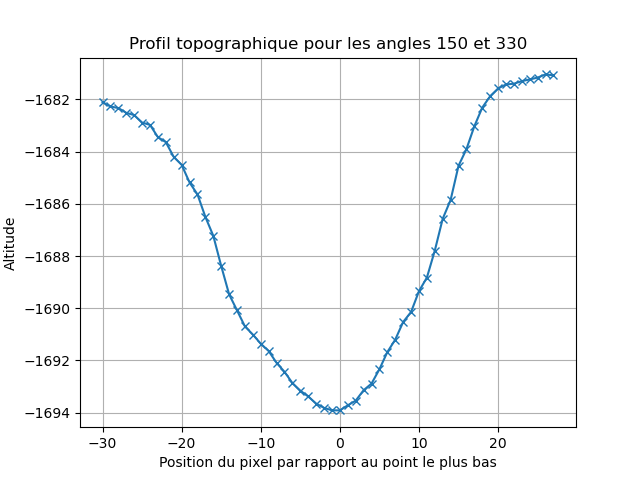 Profil topographique pour les angles 150 et 330
−1682
−1684
−1686
−1688
−1690
−1692
−1694
Altitude
−30 −20 −10 0 10 20
Position du pixel par rapport au point le plus bas